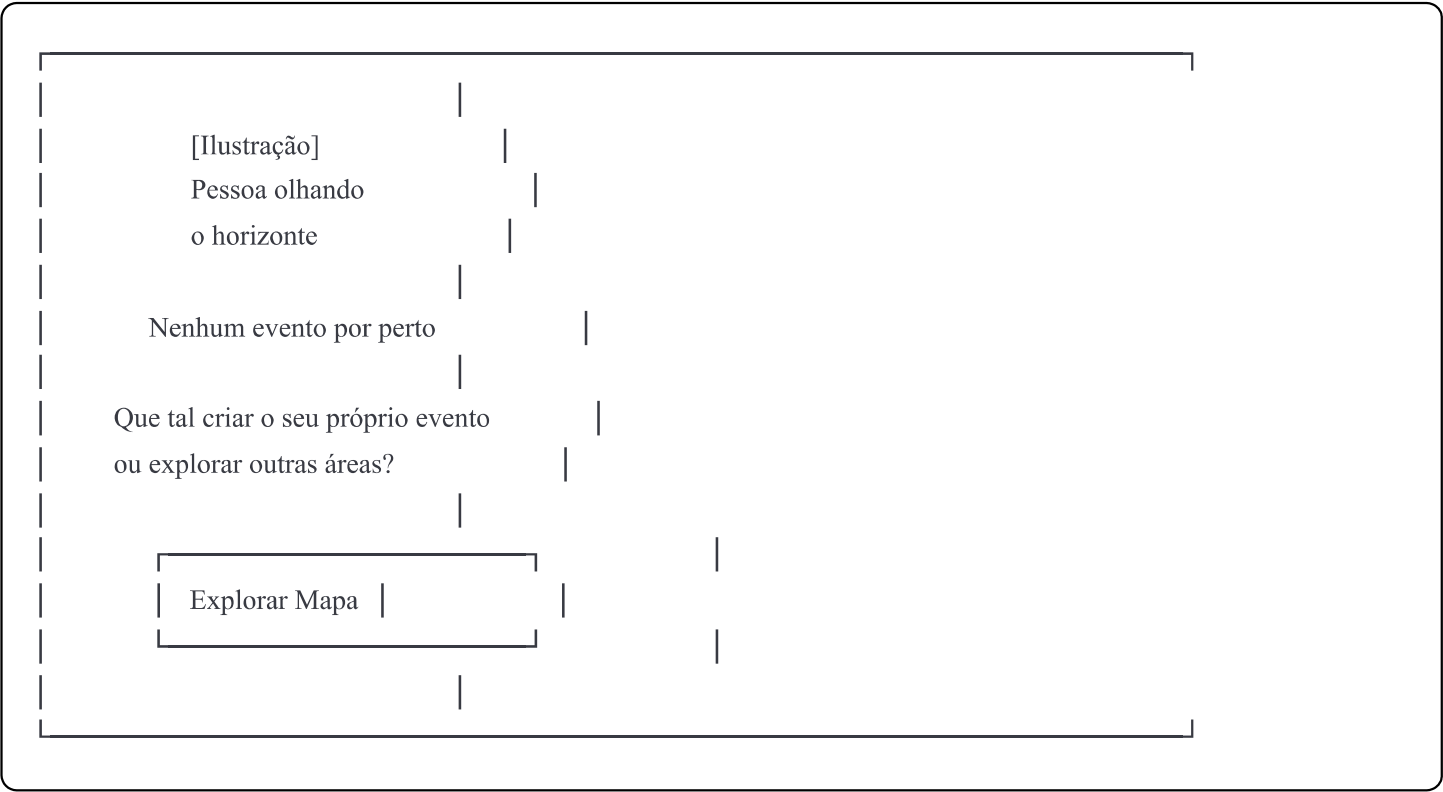 [Ilustração]
Pessoa olhando
o horizonte
Nenhum evento por perto
Que tal criar o seu próprio evento
ou explorar outras áreas?
Explorar Mapa